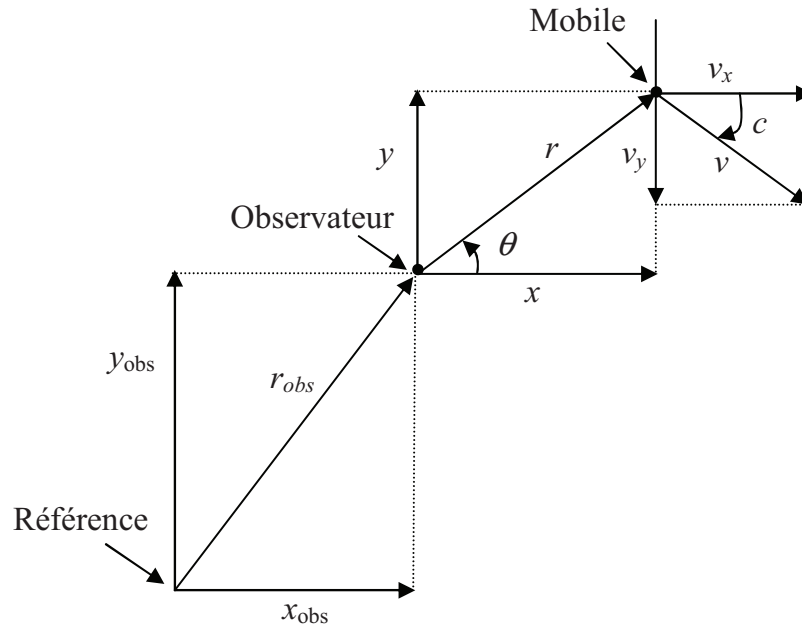 Mobile
v_x
c
y
r
v_y
v
Observateur
θ
x
y_obs
r_obs
Référence
x_obs